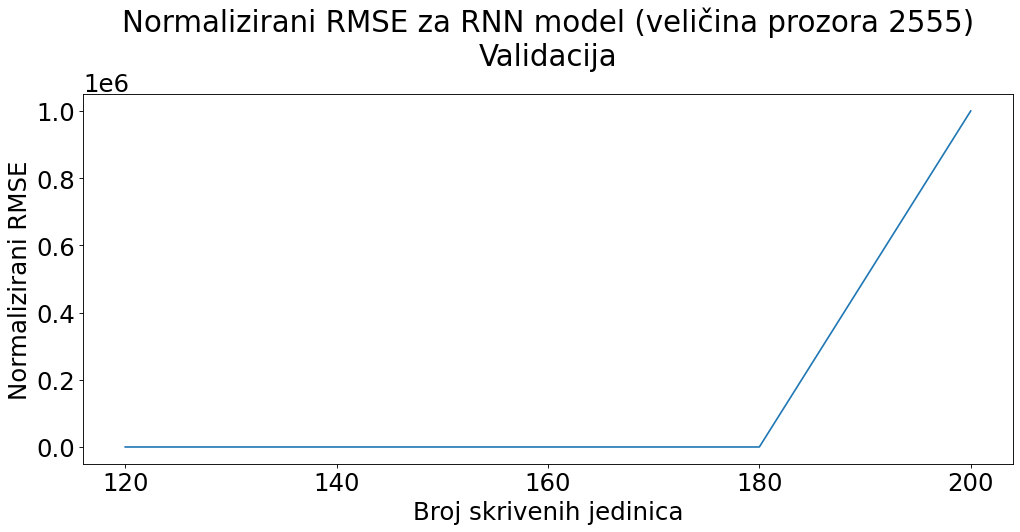 Normalizirani RMSE za RNN model (veličina prozora 2555)
Validacija
1e6
1.0
0.8
0.6
0.4
0.2
0.0
Normalizirani RMSE
120 140 160 180 200
Broj skrivenih jedinica